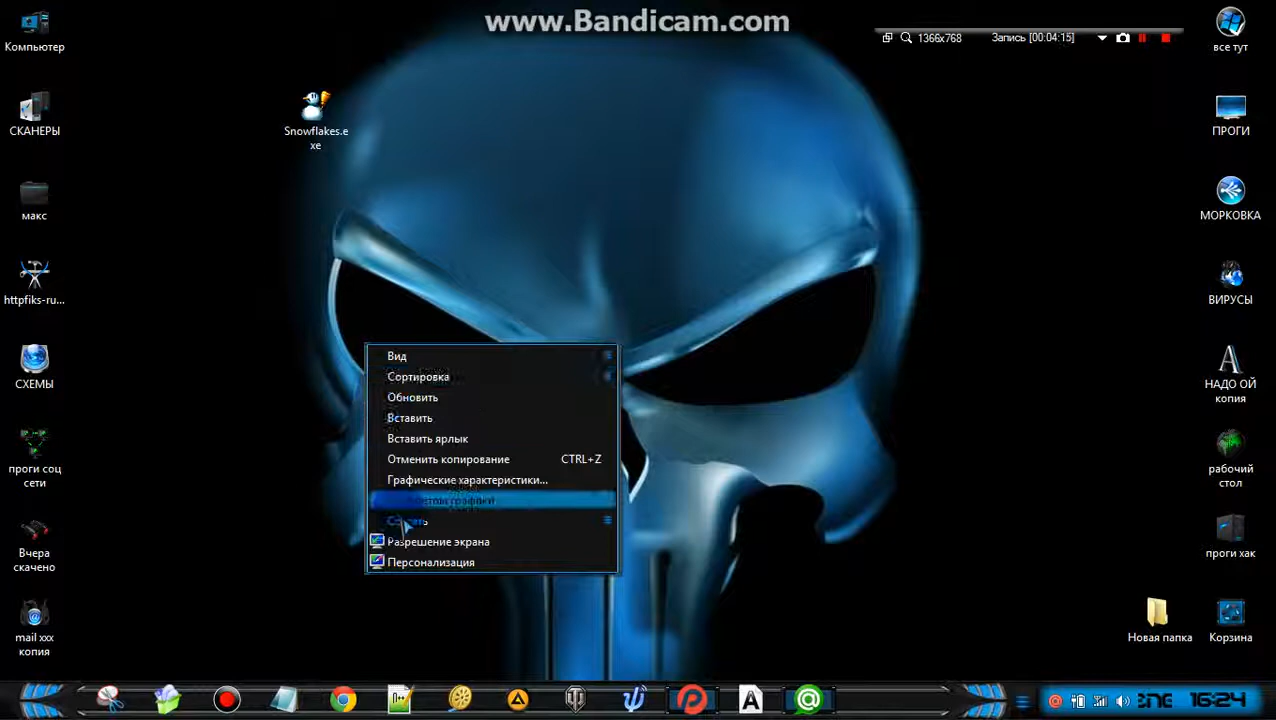 www.Bandicam.com
1366x768
Запись [00:04:15]
Компьютер
СКАНЕРЫ
макс
httpfiks-ru...
СХЕМЫ
проги соц
сети
Вчера
скачено
mail xxx
копия
Snowflakes.e
xe
Вид
Сортировка
Обновить
Вставить
Вставить ярлык
Отменить копирование CTRL+Z
Графические характеристики...
Создать
Разрешение экрана
Персонализация
все тут
ПРОГИ
МОРКОВКА
ВИРУСЫ
НАДО ОЙ
копия
рабочий
стол
проги хак
Новая папка
Корзина
16:24